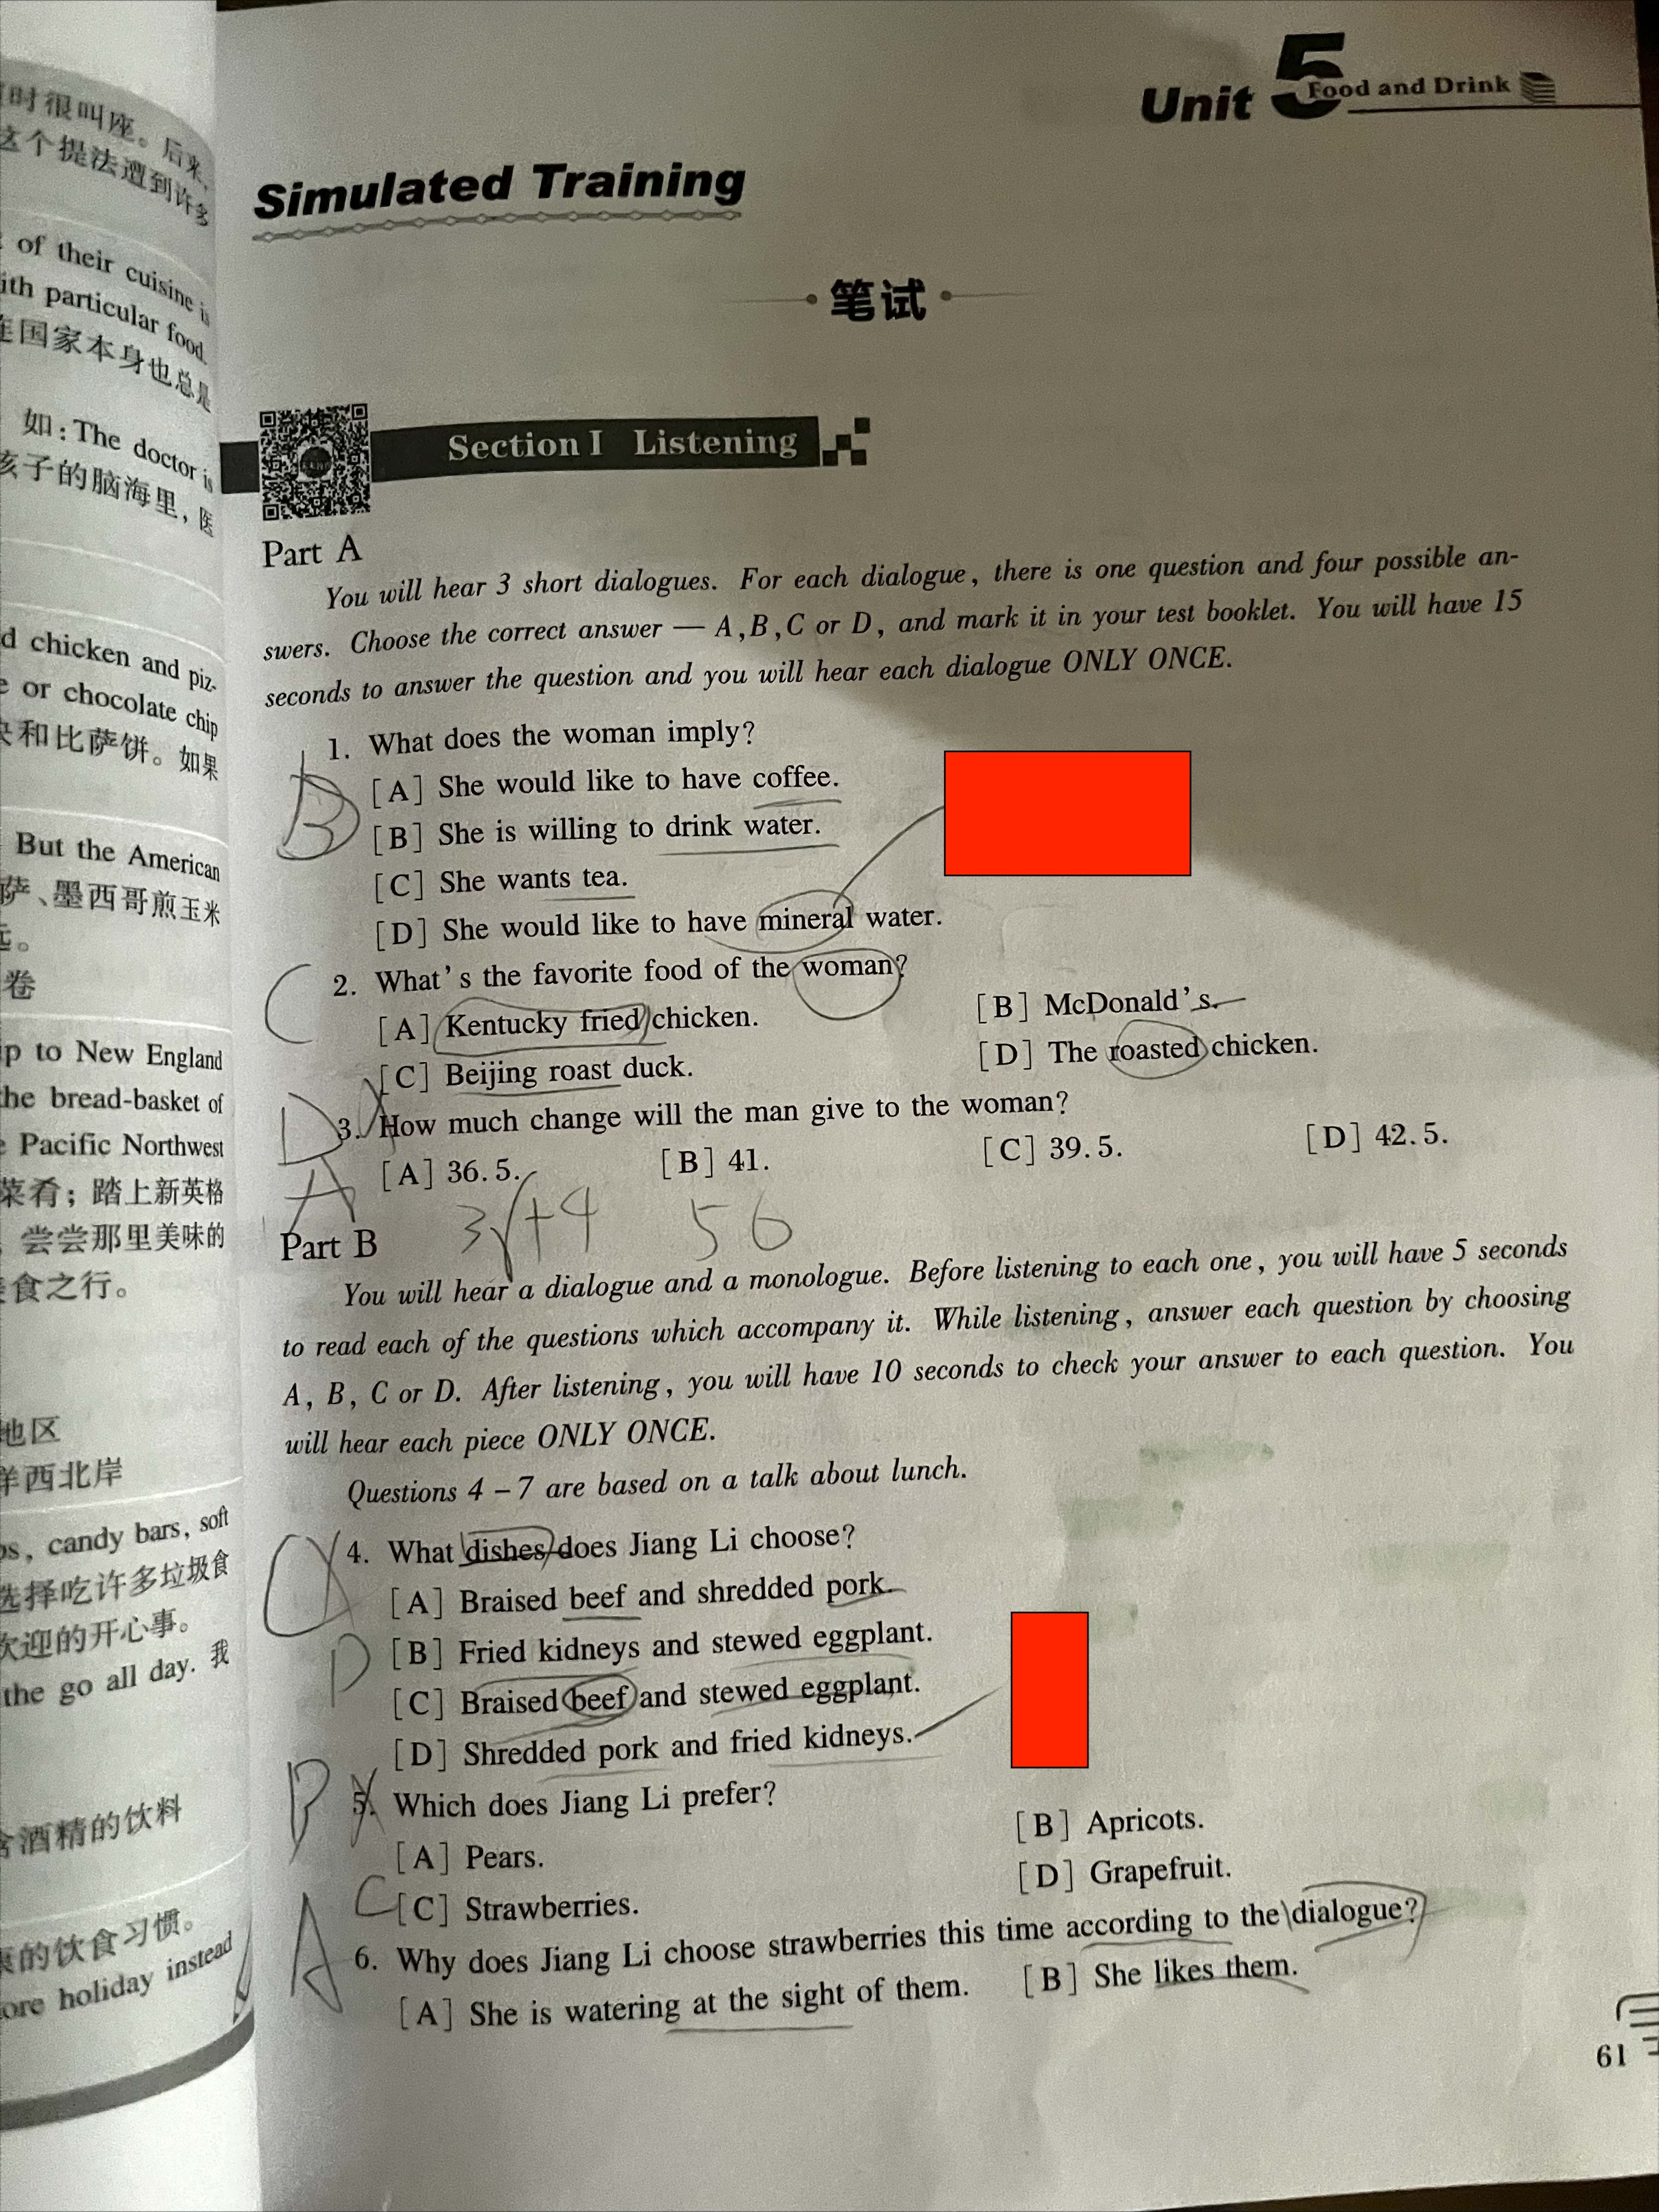 时很叫座。后来,
这个提法遭到许多
of their cuisine is
ith particular food.
国家本身也总是
如:The doctor is
孩子的脑海里,医
d chicken and piz-
e or chocolate chip
和比萨饼。如果
But the American
萨、墨西哥煎玉米
卷
ip to New England
the bread-basket of
e Pacific Northwest
菜肴;踏上新英格
尝尝那里美味的
食之行。
地区
洋西北岸
ps, candy bars, soft
选择吃许多垃圾食
欢迎的开心事。
the go all day. 我
含酒精的饮料
的饮食习惯。
ore holiday instead
Unit 5 Food and Drink
Simulated Training
笔试
Section I Listening
Part A
You will hear 3 short dialogues. For each dialogue, there is one question and four possible an-
swers. Choose the correct answer — A, B, C or D, and mark it in your test booklet. You will have 15
seconds to answer the question and you will hear each dialogue ONLY ONCE.
B
1. What does the woman imply?
[A] She would like to have coffee.
[B] She is willing to drink water.
[C] She wants tea.
[D] She would like to have mineral water.
C
2. What's the favorite food of the woman?
[A] Kentucky fried chicken. [B] McDonald's.
[C] Beijing roast duck. [D] The roasted chicken.
D
3. How much change will the man give to the woman?
A
[A] 36.5. [B] 41. [C] 39.5. [D] 42.5.
56
Part B
You will hear a dialogue and a monologue. Before listening to each one, you will have 5 seconds
to read each of the questions which accompany it. While listening, answer each question by choosing
A, B, C or D. After listening, you will have 10 seconds to check your answer to each question. You
will hear each piece ONLY ONCE.
Questions 4 – 7 are based on a talk about lunch.
4. What dishes does Jiang Li choose?
[A] Braised beef and shredded pork.
[B] Fried kidneys and stewed eggplant.
D
[C] Braised beef and stewed eggplant.
[D] Shredded pork and fried kidneys.
5. Which does Jiang Li prefer?
[A] Pears. [B] Apricots.
C
[C] Strawberries. [D] Grapefruit.
A
6. Why does Jiang Li choose strawberries this time according to the dialogue?
[A] She is watering at the sight of them. [B] She likes them.
61